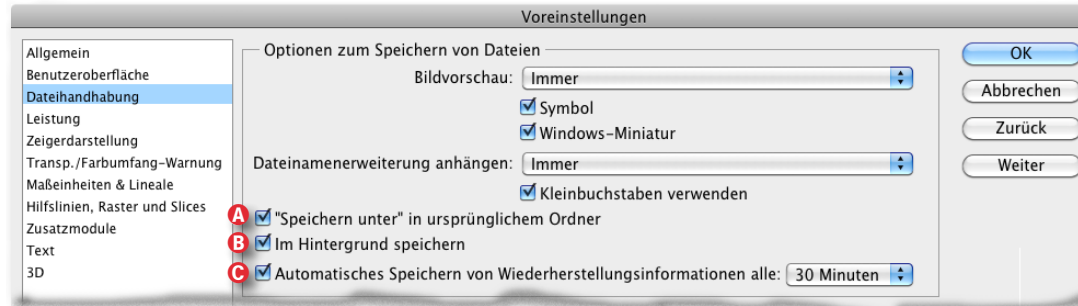 Voreinstellungen
Allgemein
Benutzeroberfläche
Dateihandhabung
Leistung
Zeigerdarstellung
Transp./Farbumfang-Warnung
Maßeinheiten & Lineale
Hilfslinien, Raster und Slices
Zusatzmodule
Text
3D
Optionen zum Speichern von Dateien
Bildvorschau: Immer
Symbol
Windows-Miniatur
Dateinamenerweiterung anhängen: Immer
Kleinbuchstaben verwenden
A "Speichern unter" in ursprünglichem Ordner
B Im Hintergrund speichern
C Automatisches Speichern von Wiederherstellungsinformationen alle: 30 Minuten
OK
Abbrechen
Zurück
Weiter